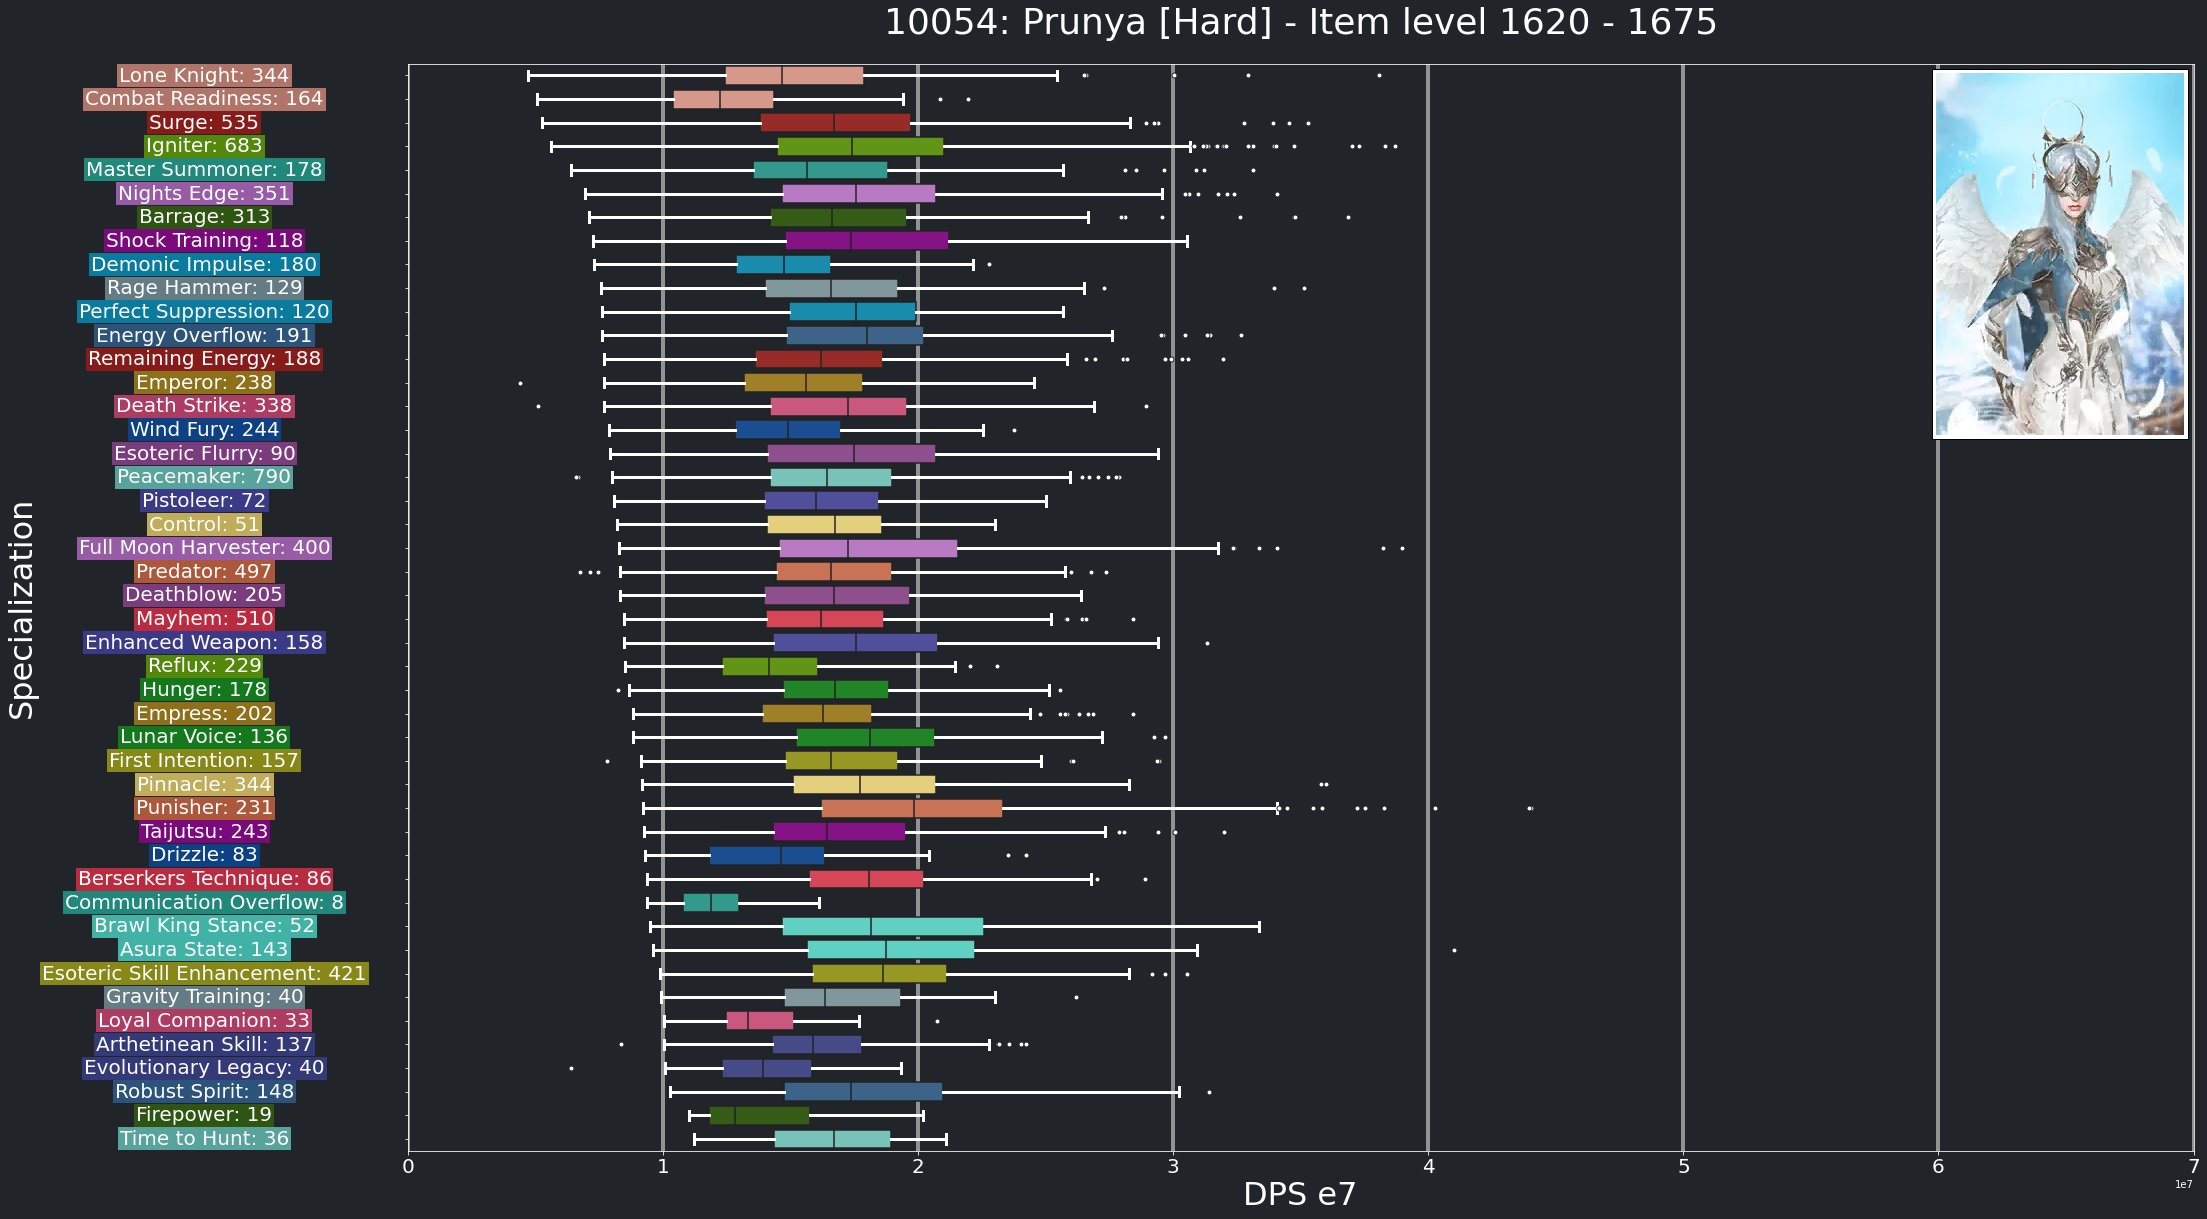 10054: Prunya [Hard] - Item level 1620 - 1675
Lone Knight: 344
Combat Readiness: 164
Surge: 535
Igniter: 683
Master Summoner: 178
Nights Edge: 351
Barrage: 313
Shock Training: 118
Demonic Impulse: 180
Rage Hammer: 129
Perfect Suppression: 120
Energy Overflow: 191
Remaining Energy: 188
Emperor: 238
Death Strike: 338
Wind Fury: 244
Esoteric Flurry: 90
Peacemaker: 790
Pistoleer: 72
Control: 51
Full Moon Harvester: 400
Predator: 497
Deathblow: 205
Mayhem: 510
Enhanced Weapon: 158
Reflux: 229
Hunger: 178
Empress: 202
Lunar Voice: 136
First Intention: 157
Pinnacle: 344
Punisher: 231
Taijutsu: 243
Drizzle: 83
Berserkers Technique: 86
Communication Overflow: 8
Brawl King Stance: 52
Asura State: 143
Esoteric Skill Enhancement: 421
Gravity Training: 40
Loyal Companion: 33
Arthetinean Skill: 137
Evolutionary Legacy: 40
Robust Spirit: 148
Firepower: 19
Time to Hunt: 36
Specialization
0 1 2 3 4 5 6 7
1e7
DPS e7